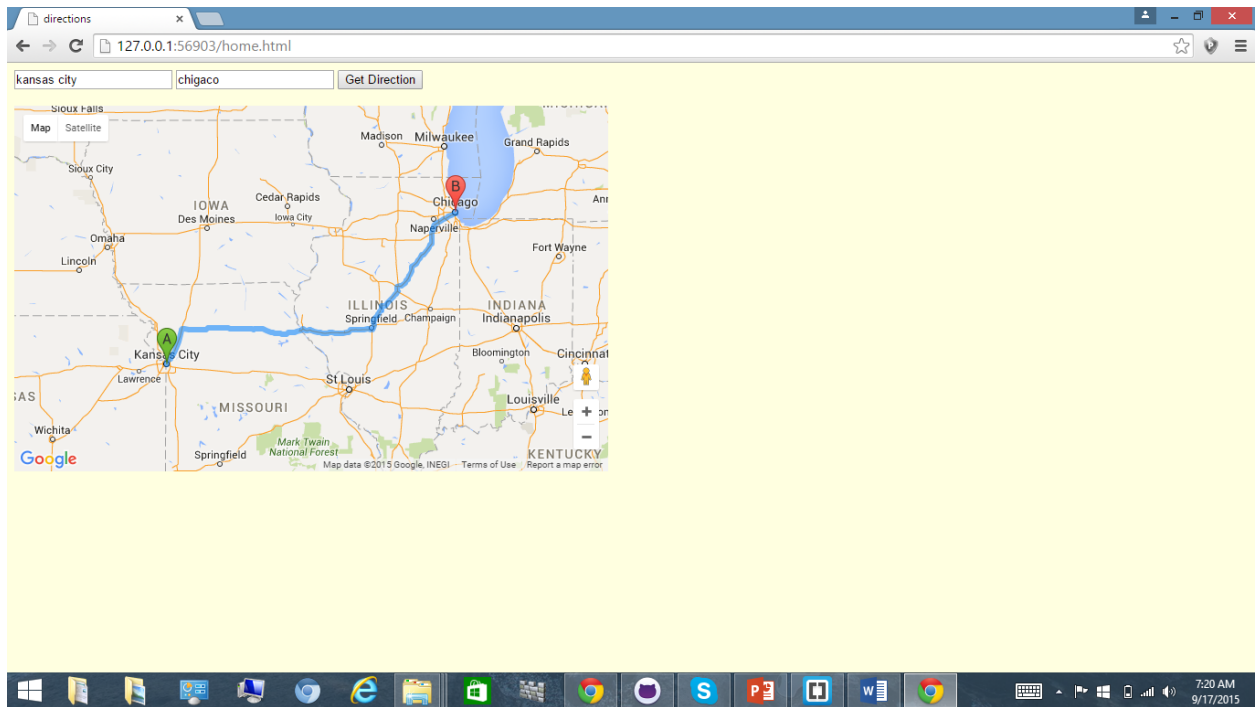 directions
127.0.0.1:56903/home.html
kansas city
chigaco
Get Direction
Sioux Falls
Map Satellite
Madison
Milwaukee
Grand Rapids
Sioux City
IOWA
Cedar Rapids
B
Chicago
Des Moines
Iowa City
Naperville
Omaha
Fort Wayne
Lincoln
ILLINOIS
INDIANA
Springfield
Champaign
Indianapolis
A
Kansas City
Bloomington
Lawrence
St Louis
MISSOURI
Louisville
Wichita
Mark Twain
National Forest
Springfield
KENTUCKY
Google
Map data ©2015 Google, INEGI
Terms of Use
Report a map error
7:20 AM
9/17/2015